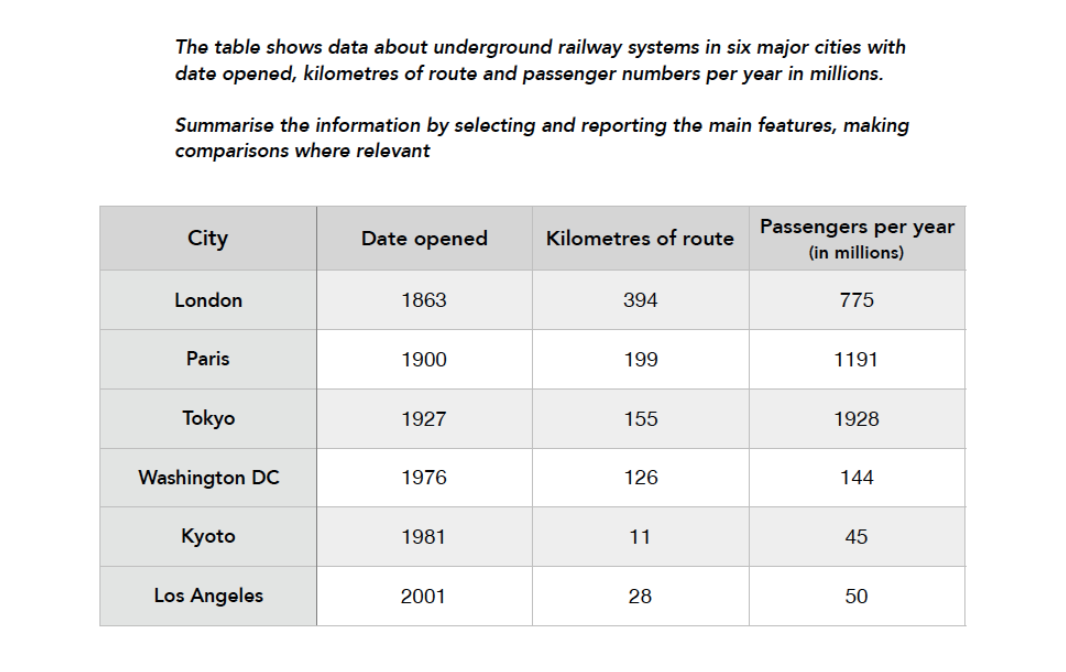 The table shows data about underground railway systems in six major cities with
date opened, kilometres of route and passenger numbers per year in millions.
Summarise the information by selecting and reporting the main features, making
comparisons where relevant
City Date opened Kilometres of route Passengers per year (in millions)
London 1863 394 775
Paris 1900 199 1191
Tokyo 1927 155 1928
Washington DC 1976 126 144
Kyoto 1981 11 45
Los Angeles 2001 28 50